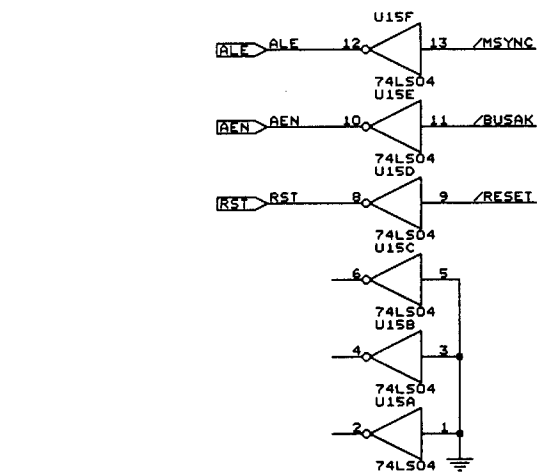 U15F
ALE ALE 12 13 /MSYNC
74LS04
U15E
AEN AEN 10 11 /BUSAK
74LS04
U15D
RST RST 8 9 /RESET
74LS04
U15C
6 5
74LS04
U15B
4 3
74LS04
U15A
2 1
74LS04